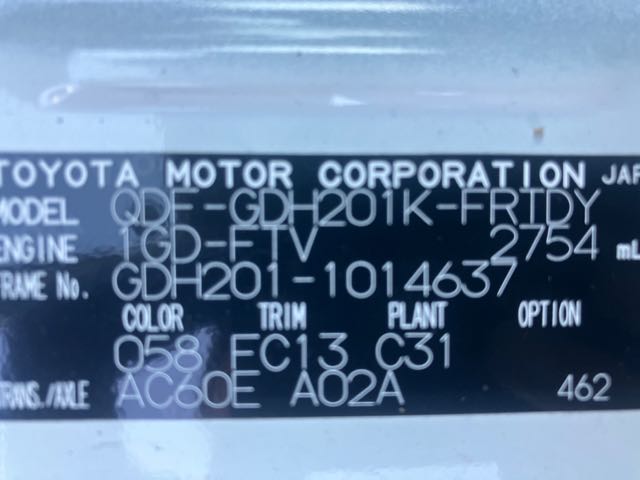 TOYOTA MOTOR CORPORATION JAP
MODEL QDF-GDH201K-FRTDY
ENGINE 1GD-FTV 2754 mL
FRAME No. GDH201-1014637
COLOR TRIM PLANT OPTION
058 FC13 C31
TRANS./AXLE AC60E A02A 462